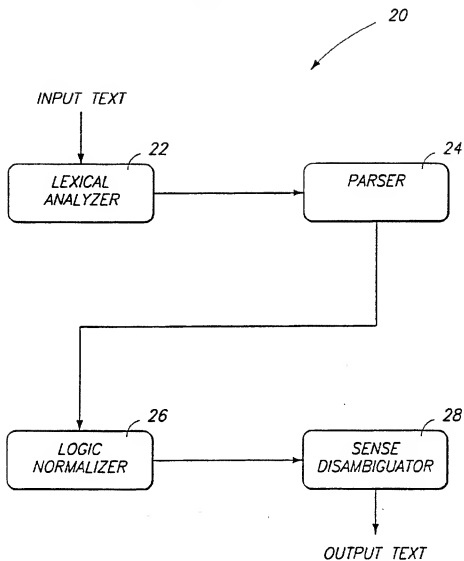 20
INPUT TEXT
22
LEXICAL
ANALYZER
24
PARSER
26
LOGIC
NORMALIZER
28
SENSE
DISAMBIGUATOR
OUTPUT TEXT